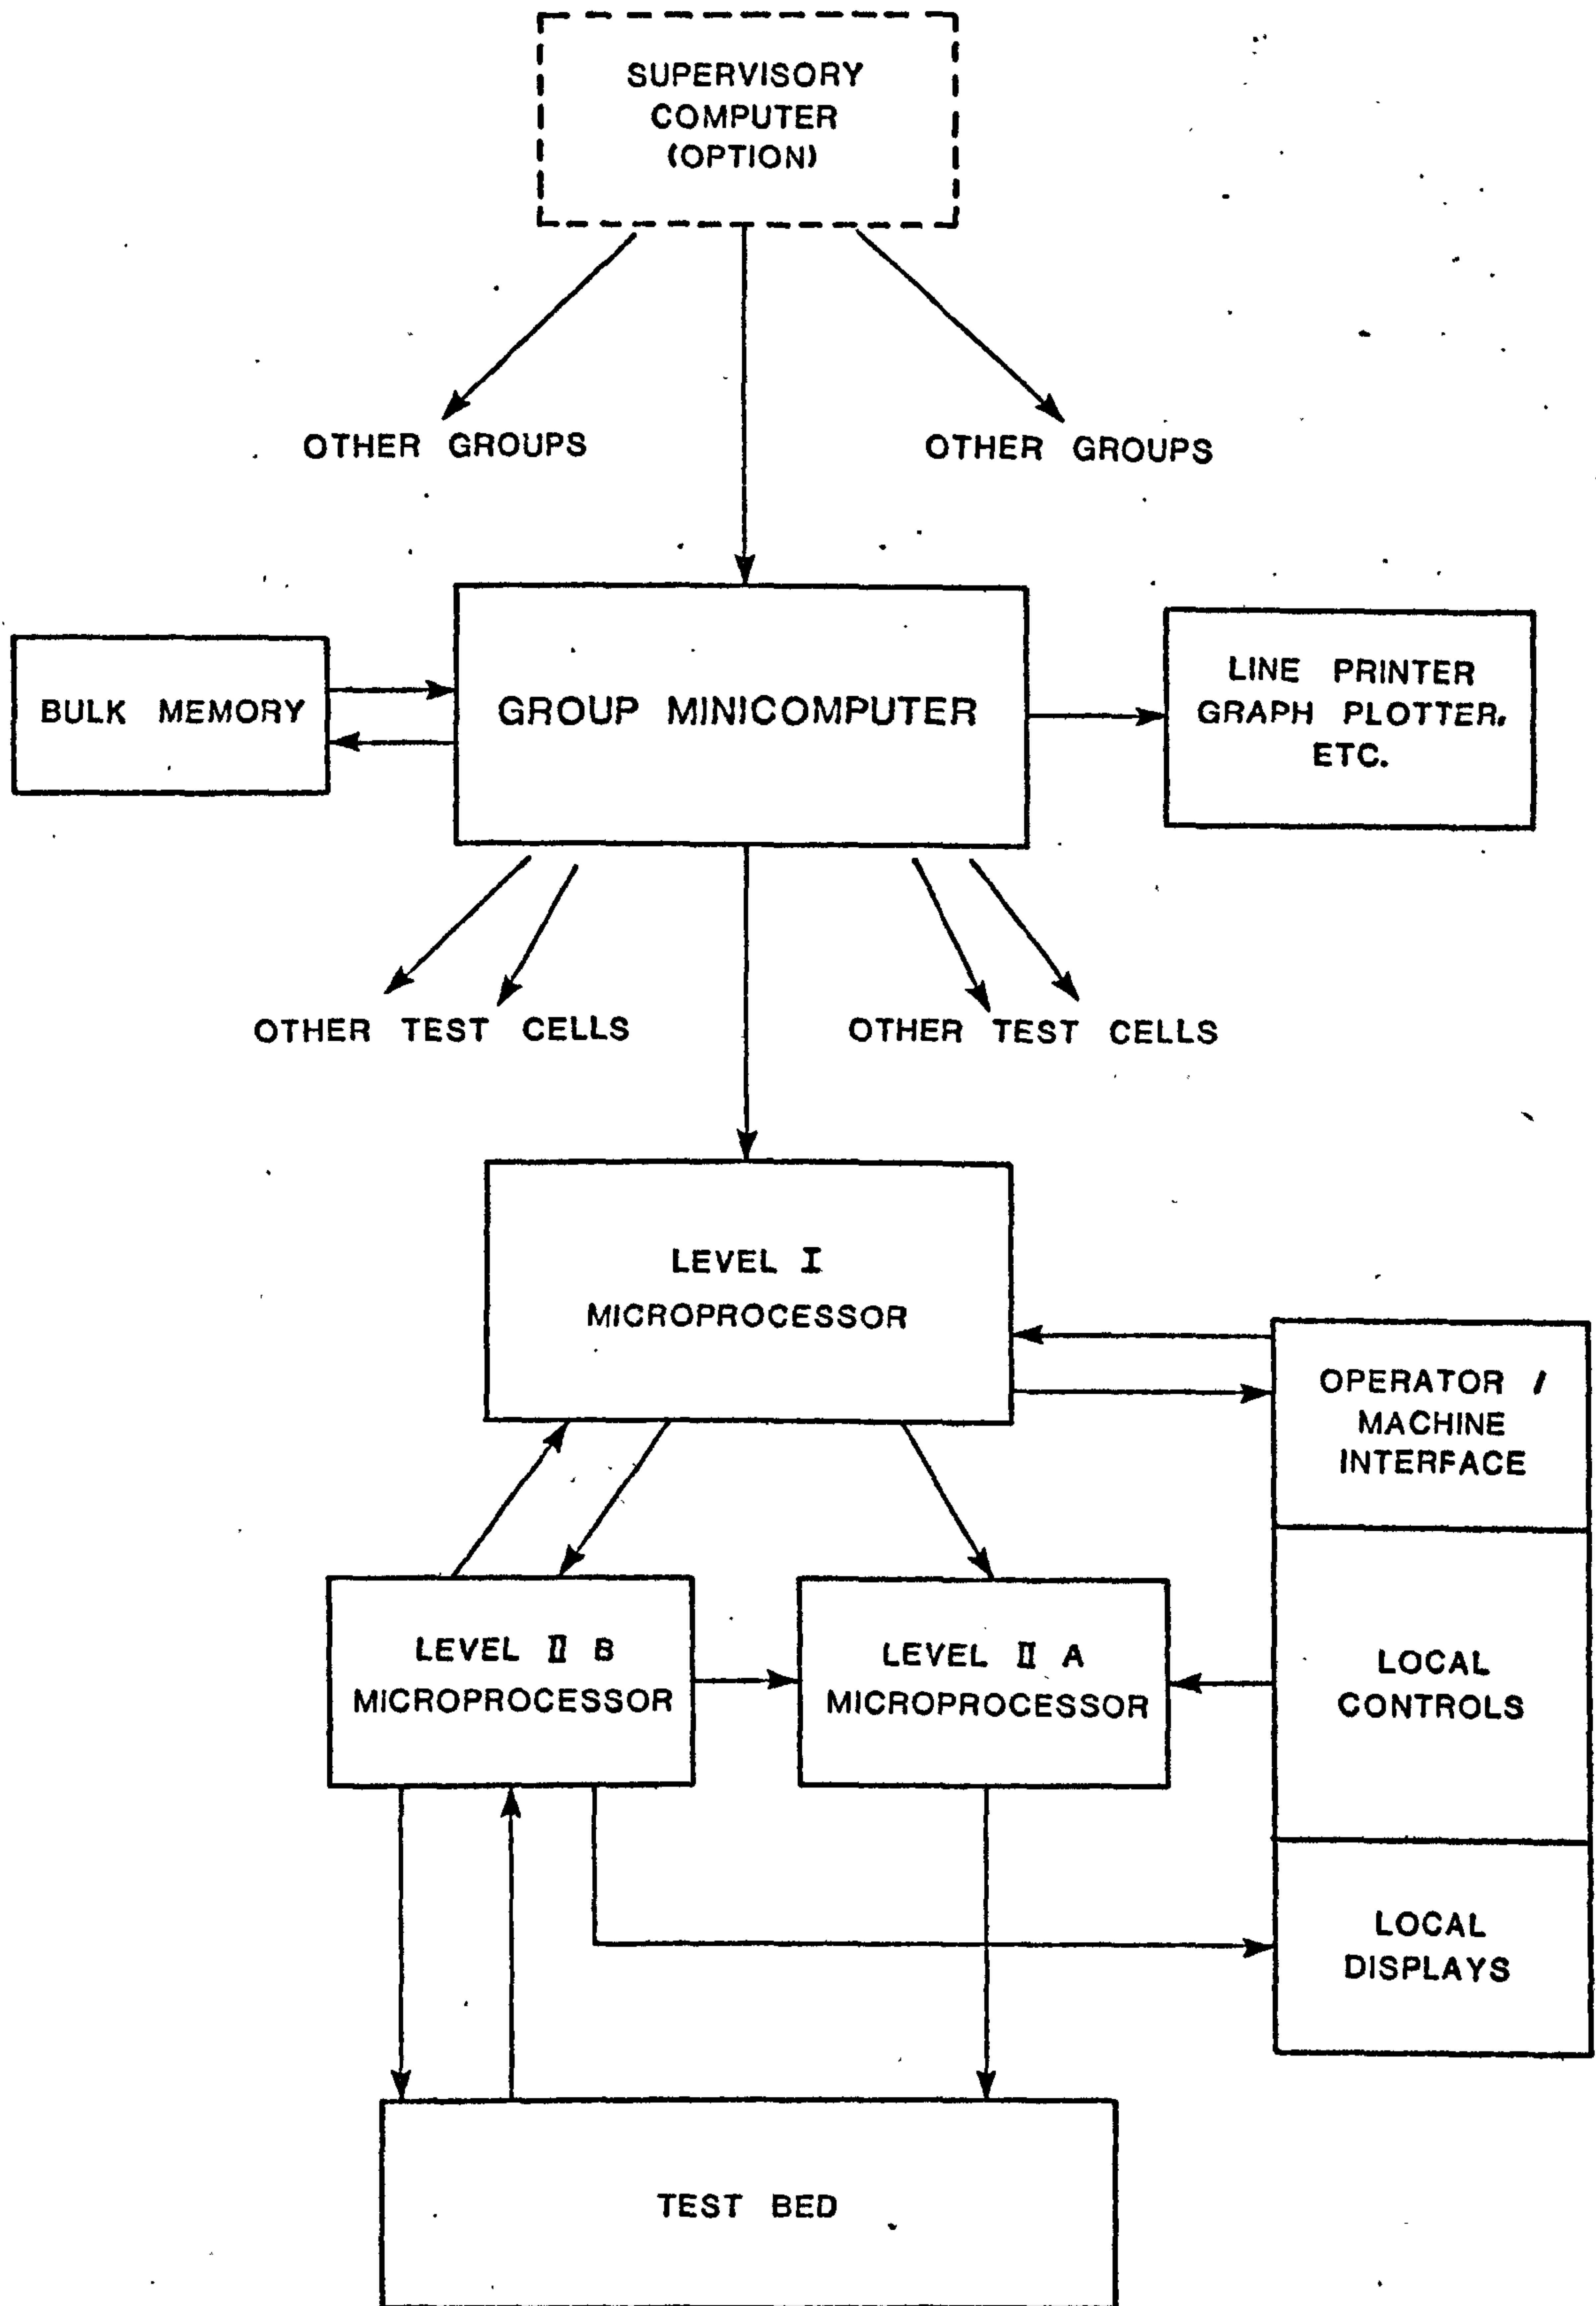 SUPERVISORY
COMPUTER
(OPTION)
OTHER GROUPS
OTHER GROUPS
BULK MEMORY
GROUP MINICOMPUTER
LINE PRINTER
GRAPH PLOTTER.
ETC.
OTHER TEST CELLS
OTHER TEST CELLS
LEVEL I
MICROPROCESSOR
OPERATOR /
MACHINE
INTERFACE
LEVEL II B
MICROPROCESSOR
LEVEL II A
MICROPROCESSOR
LOCAL
CONTROLS
LOCAL
DISPLAYS
TEST BED